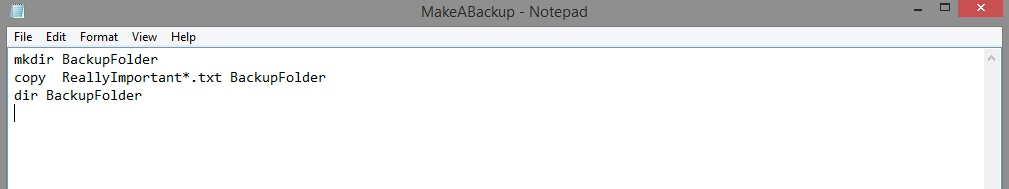 MakeABackup - Notepad
File Edit Format View Help
mkdir BackupFolder
copy  ReallyImportant*.txt BackupFolder
dir BackupFolder